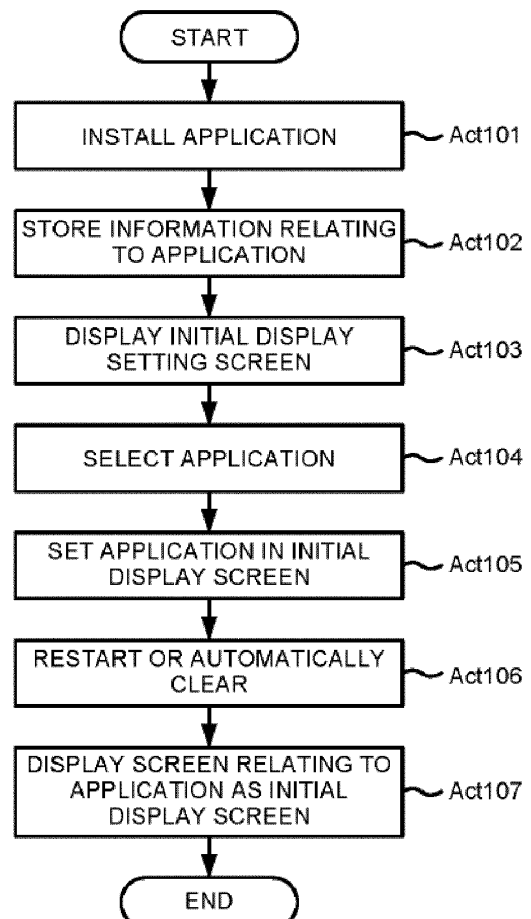 START
INSTALL APPLICATION
Act101
STORE INFORMATION RELATING
TO APPLICATION
Act102
DISPLAY INITIAL DISPLAY
SETTING SCREEN
Act103
SELECT APPLICATION
Act104
SET APPLICATION IN INITIAL
DISPLAY SCREEN
Act105
RESTART OR AUTOMATICALLY
CLEAR
Act106
DISPLAY SCREEN RELATING TO
APPLICATION AS INITIAL
DISPLAY SCREEN
Act107
END